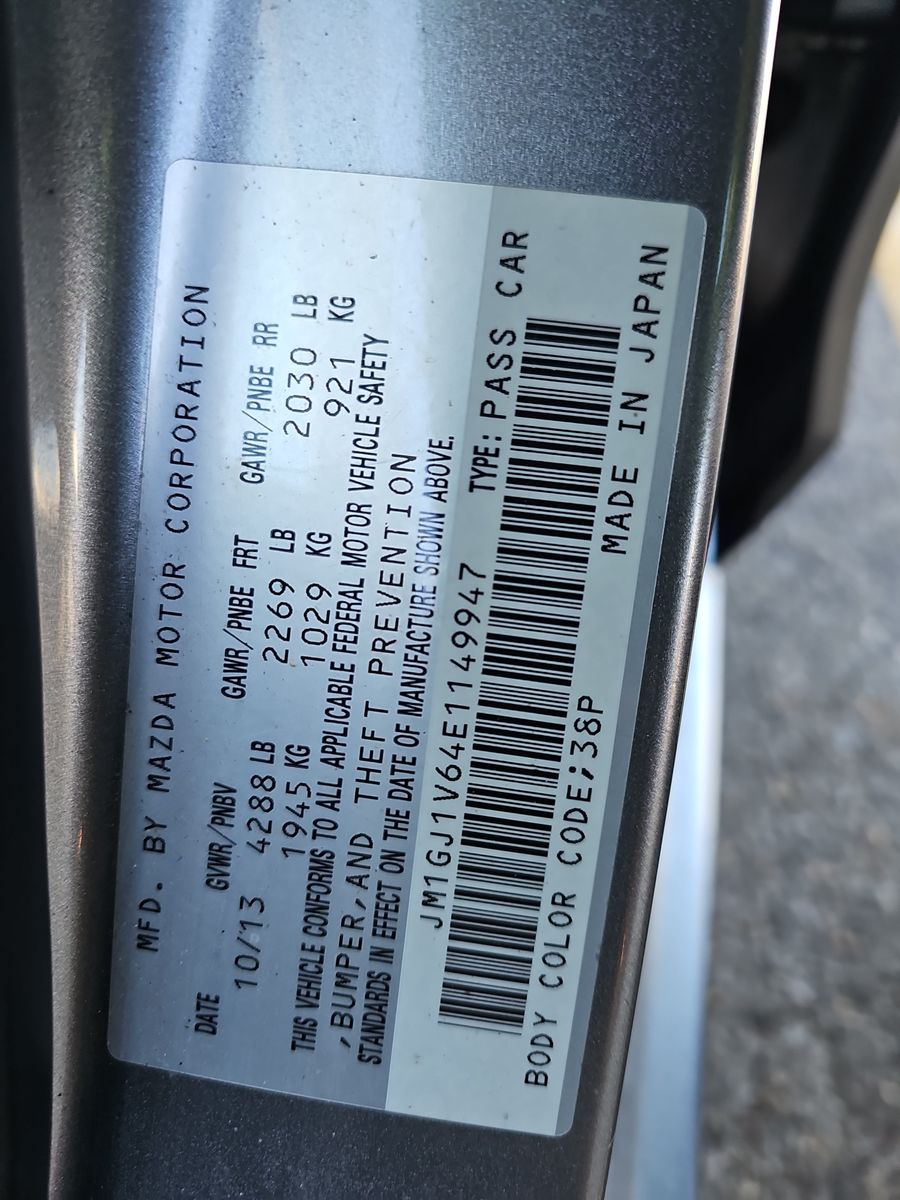 MFD. BY MAZDA MOTOR CORPORATION
DATE GVWR/PNBV GAWR/PNBE FRT GAWR/PNBE RR
10/13 4288 LB 2269 LB 2030 LB
1945 KG 1029 KG 921 KG
THIS VEHICLE CONFORMS TO ALL APPLICABLE FEDERAL MOTOR VEHICLE SAFETY
,BUMPER,AND THEFT PREVENTION
STANDARDS IN EFFECT ON THE DATE OF MANUFACTURE SHOWN ABOVE.
JM1GJ1V64E1149947 TYPE: PASS CAR
BODY COLOR CODE;38P MADE IN JAPAN